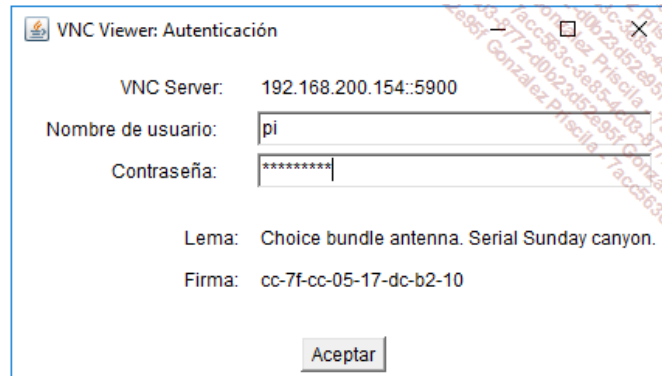 VNC Viewer: Autenticación
VNC Server: 192.168.200.154::5900
Nombre de usuario: pi
Contraseña: *********
Lema: Choice bundle antenna. Serial Sunday canyon.
Firma: cc-7f-cc-05-17-dc-b2-10
Aceptar